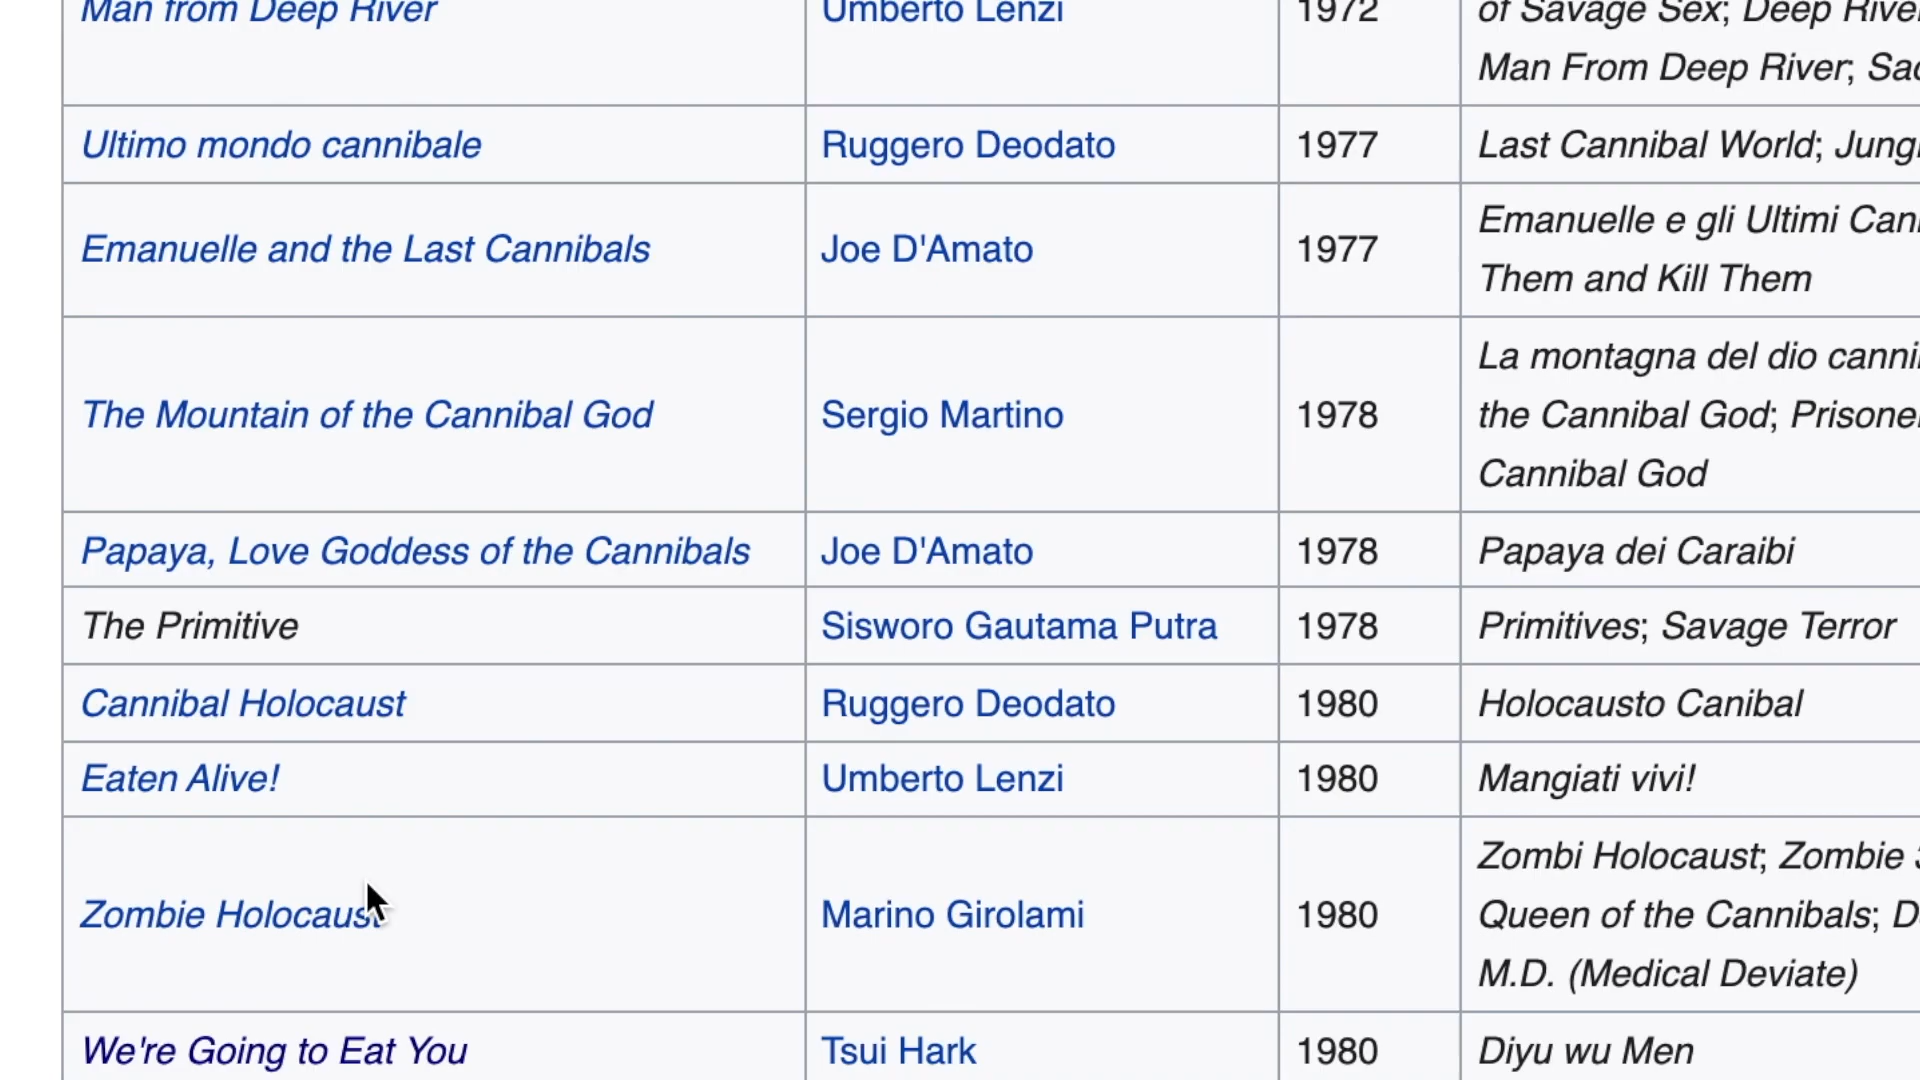 Man from Deep River Umberto Lenzi 1972 of Savage Sex; Deep River
Man From Deep River;
Ultimo mondo cannibale Ruggero Deodato 1977 Last Cannibal World;
Emanuelle and the Last Cannibals Joe D'Amato 1977 Emanuelle e gli Ultimi
Them and Kill Them
La montagna del dio
The Mountain of the Cannibal God Sergio Martino 1978 the Cannibal God;
Cannibal God
Papaya, Love Goddess of the Cannibals Joe D'Amato 1978 Papaya dei Caraibi
The Primitive Sisworo Gautama Putra 1978 Primitives; Savage Terror
Cannibal Holocaust Ruggero Deodato 1980 Holocausto Canibal
Eaten Alive! Umberto Lenzi 1980 Mangiati vivi!
Zombi Holocaust; Zombie
Zombie Holocaust Marino Girolami 1980 Queen of the Cannibals;
M.D. (Medical Deviate)
We're Going to Eat You Tsui Hark 1980 Diyu wu Men